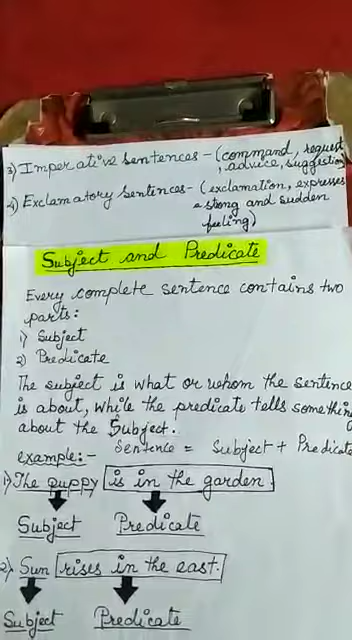 3) Imperative sentences - (command, request
, advice, suggestion
4) Exclamatory sentences - (exclamation, expresses
a strong and sudden
feeling)
Subject and Predicate
Every complete sentence contains two
parts:
1) Subject
2) Predicate
The subject is what or whom the sentence
is about, while the predicate tells something
about the Subject.
Sentence = Subject + Predicate
example:-
1) The puppy is in the garden.
Subject Predicate
2) Sun rises in the east.
Subject Predicate